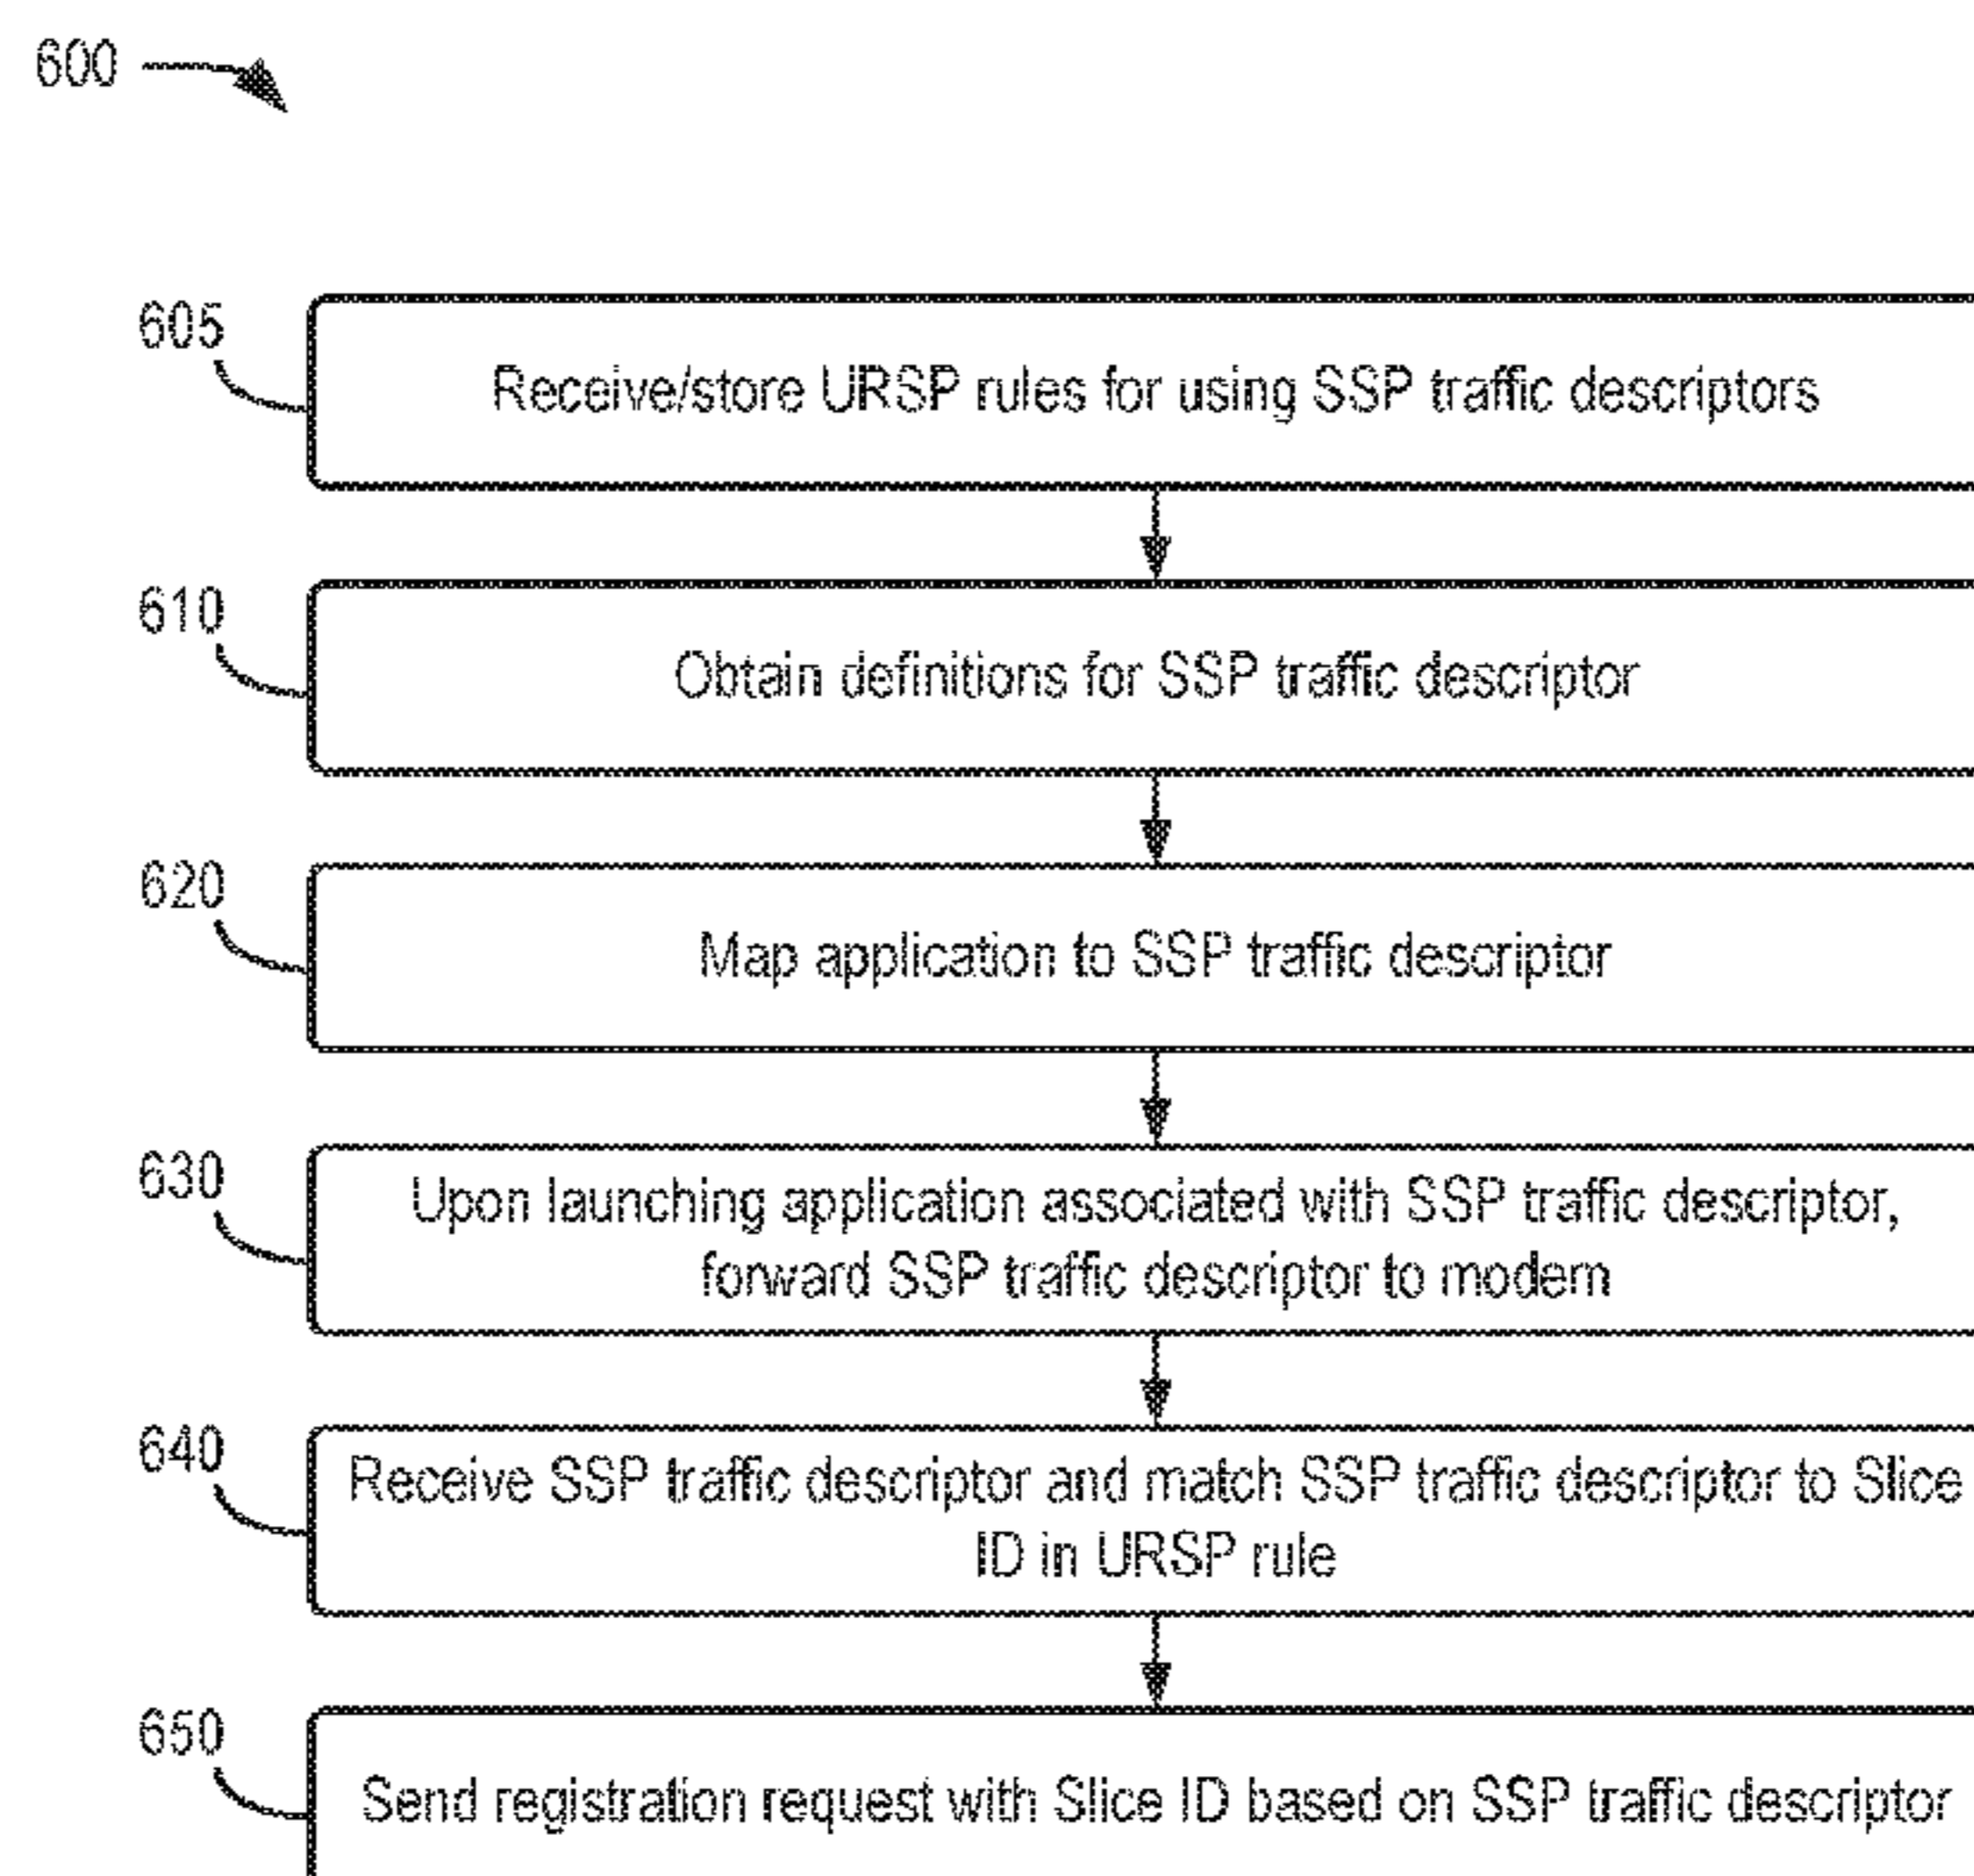 600
605
Receive/store URSP rules for using SSP traffic descriptors
610
Obtain definitions for SSP traffic descriptor
620
Map application to SSP traffic descriptor
630
Upon launching application associated with SSP traffic descriptor,
forward SSP traffic descriptor to modem
640
Receive SSP traffic descriptor and match SSP traffic descriptor to Slice
ID in URSP rule
650
Send registration request with Slice ID based on SSP traffic descriptor